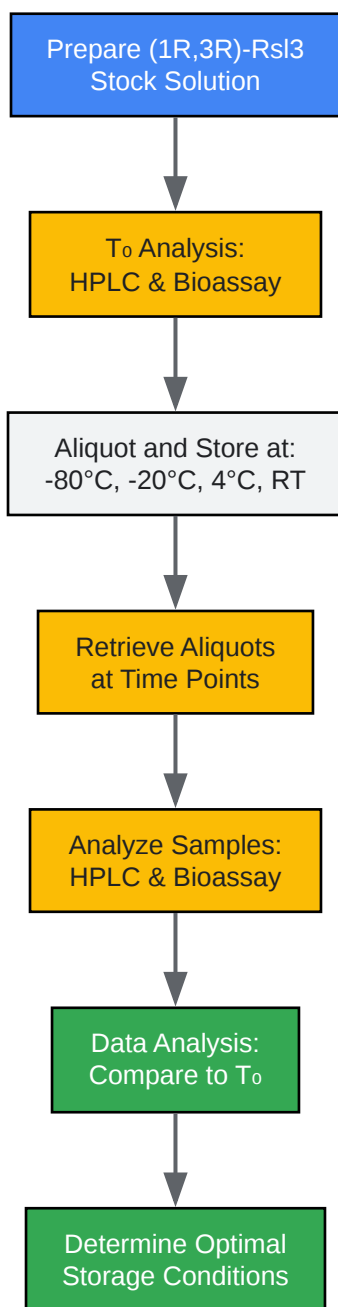 Prepare (1R,3R)-Rsl3
Stock Solution
T₀ Analysis:
HPLC & Bioassay
Aliquot and Store at:
-80°C, -20°C, 4°C, RT
Retrieve Aliquots
at Time Points
Analyze Samples:
HPLC & Bioassay
Data Analysis:
Compare to T₀
Determine Optimal
Storage Conditions